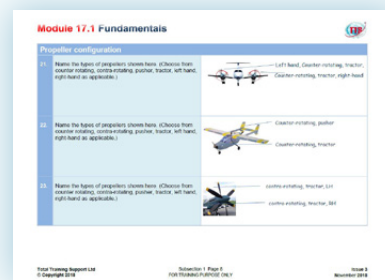 Module 17.1 Fundamentals
Propeller configuration
21. Name the types of propellers shown here. (Choose from
counter rotating, contra-rotating, pusher, tractor, left hand,
right-hand as applicable.)
Left hand, Counter-rotating, tractor,
Counter-rotating, tractor, right-hand
22. Name the types of propellers shown here. (Choose from
counter rotating, contra-rotating, pusher, tractor, left hand,
right-hand as applicable.)
Counter-rotating, pusher
Counter-rotating, tractor
23. Name the types of propellers shown here. (Choose from
counter rotating, contra-rotating, pusher, tractor, left hand,
right-hand as applicable.)
contra-rotating, tractor, LH
contra-rotating, tractor, RH
Total Training Support Ltd
© Copyright 2018
Subsection 1 Page 8
FOR TRAINING PURPOSE ONLY
Issue 3
November 2018